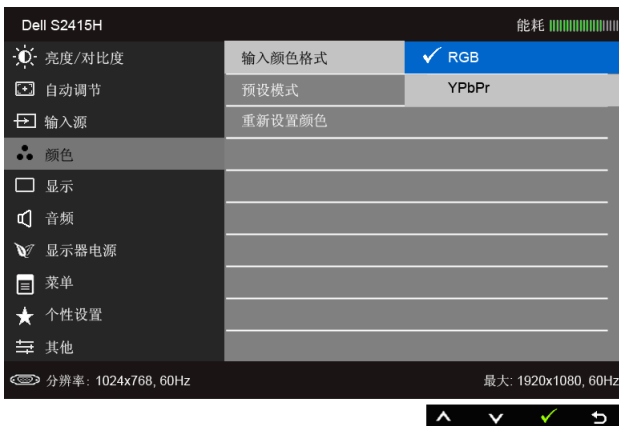 Dell S2415H 能耗
亮度/对比度 输入颜色格式 RGB
自动调节 预设模式 YPbPr
输入源 重新设置颜色
颜色
显示
音频
显示器电源
菜单
个性设置
其他
分辨率: 1024x768, 60Hz 最大: 1920x1080, 60Hz